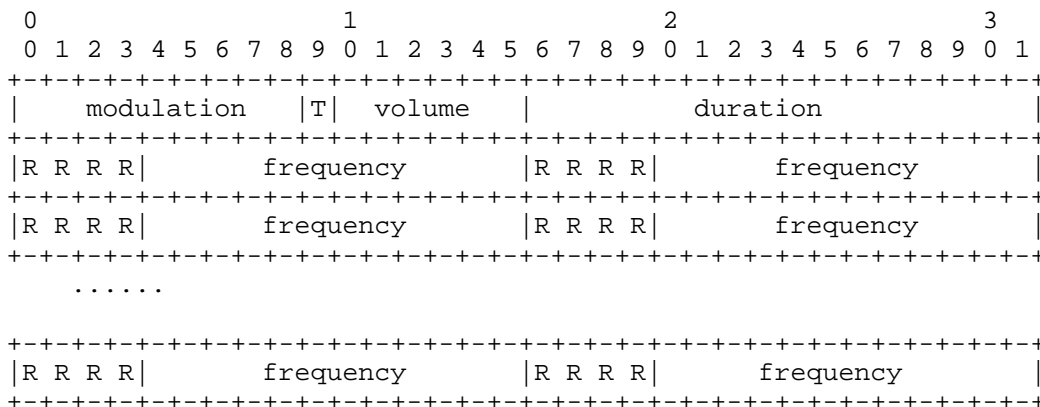 0                   1                   2                   3
 0 1 2 3 4 5 6 7 8 9 0 1 2 3 4 5 6 7 8 9 0 1 2 3 4 5 6 7 8 9 0 1
+-+-+-+-+-+-+-+-+-+-+-+-+-+-+-+-+-+-+-+-+-+-+-+-+-+-+-+-+-+-+-+-+
|    modulation   |T|  volume   |          duration             |
+-+-+-+-+-+-+-+-+-+-+-+-+-+-+-+-+-+-+-+-+-+-+-+-+-+-+-+-+-+-+-+-+
|R R R R|       frequency       |R R R R|       frequency       |
+-+-+-+-+-+-+-+-+-+-+-+-+-+-+-+-+-+-+-+-+-+-+-+-+-+-+-+-+-+-+-+-+
|R R R R|       frequency       |R R R R|       frequency       |
+-+-+-+-+-+-+-+-+-+-+-+-+-+-+-+-+-+-+-+-+-+-+-+-+-+-+-+-+-+-+-+-+
    ......
+-+-+-+-+-+-+-+-+-+-+-+-+-+-+-+-+-+-+-+-+-+-+-+-+-+-+-+-+-+-+-+-+
|R R R R|       frequency       |R R R R|      frequency        |
+-+-+-+-+-+-+-+-+-+-+-+-+-+-+-+-+-+-+-+-+-+-+-+-+-+-+-+-+-+-+-+-+